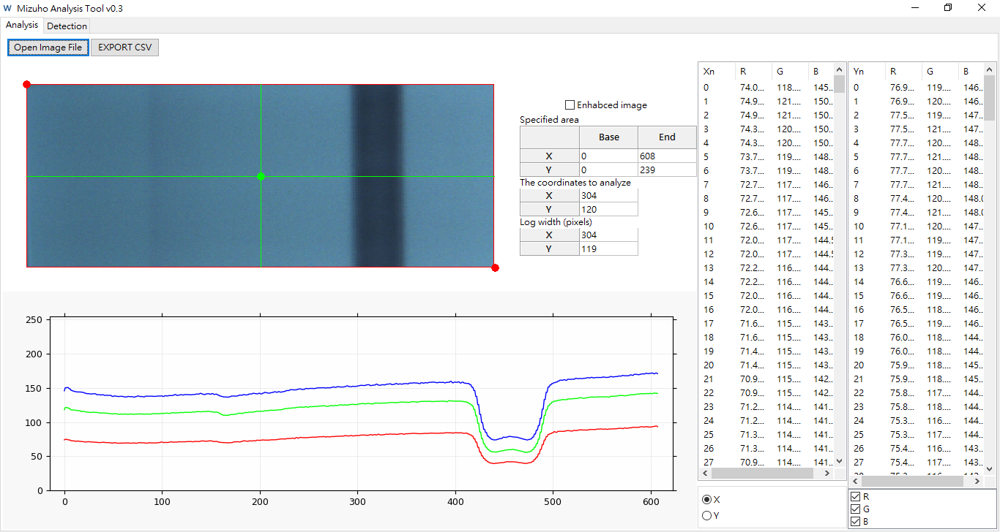 Mizuho Analysis Tool v0.3
Analysis Detection
Open Image File EXPORT CSV
Enhabced image
Specified area
Base End
X 0 608
Y 0 239
The coordinates to analyze
X 304
Y 120
Log width (pixels)
X 304
Y 119
250
200
150
100
50
0
0 100 200 300 400 500 600
Xn R G B
0 74.0... 118.... 145...
1 74.9... 121.... 150...
2 74.9... 121.... 150...
3 74.3... 120.... 150...
4 74.3... 120.... 150...
5 73.7... 119.... 148...
6 73.7... 119.... 148...
7 72.7... 117.... 146...
8 72.7... 117.... 146...
9 72.6... 117.... 145...
10 72.6... 117.... 145...
11 72.0... 117.... 144.5
12 72.0... 117.... 144.5
13 72.2... 116.... 144...
14 72.2... 116.... 144...
15 72.0... 116.... 144...
16 72.0... 116.... 144...
17 71.6... 115.... 143...
18 71.6... 115.... 143...
19 71.4... 115.... 143...
20 71.4... 115.... 143...
21 70.9... 115.... 142...
22 70.9... 115.... 142...
23 71.2... 114.... 141...
24 71.2... 114.... 141...
25 71.3... 114.... 141...
26 71.3... 114.... 141...
27 70.9... 114.... 141...
Yn R G B
0 76.9... 119.... 146...
1 76.9... 120.... 146...
2 77.5... 119.... 147...
3 77.5... 121.... 147...
4 77.7... 120.... 148...
5 77.7... 121.... 148...
6 77.7... 120.... 148...
7 77.7... 121.... 148...
8 77.4... 120.... 148.0
9 77.4... 121.... 148.0
10 77.1... 120.... 147...
11 77.1... 119.... 147...
12 77.3... 119.... 147...
13 77.3... 120.... 147...
14 76.6... 119.... 146...
15 76.6... 119.... 146...
16 76.5... 118.... 146...
17 76.5... 119.... 146...
18 76.0... 118.... 144...
19 76.0... 118.... 144...
20 75.9... 118.... 145...
21 75.9... 118.... 145...
22 75.8... 117.... 144...
23 75.8... 118.... 144...
24 75.3... 116.... 144...
25 75.3... 117.... 144...
26 75.4... 116.... 143...
27 75.4... 117.... 143...
X
Y
R
G
B